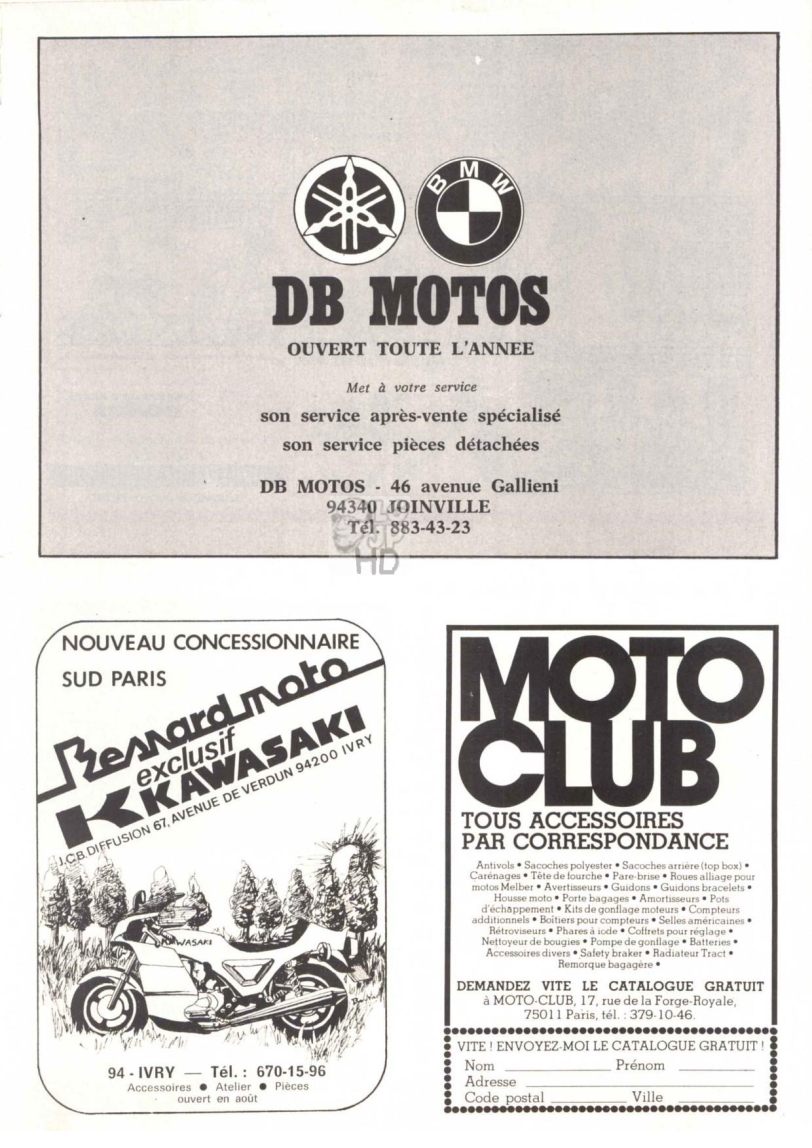 BMW
DB MOTOS
OUVERT TOUTE L'ANNEE
Met à votre service
son service après-vente spécialisé
son service pièces détachées
DB MOTOS - 46 avenue Gallieni
94340 JOINVILLE
Tél. 883-43-23
HD
NOUVEAU CONCESSIONNAIRE
SUD PARIS
Bernard moto
exclusif
KAWASAKI
J.C.B. DIFFUSION 67, AVENUE DE VERDUN 94200 IVRY
KAWASAKI
94 - IVRY — Tél. : 670-15-96
Accessoires ● Atelier ● Pièces
ouvert en août
MOTO
CLUB
TOUS ACCESSOIRES
PAR CORRESPONDANCE
Antivols • Sacoches polyester • Sacoches arrière (top box) •
Carénages • Tête de fourche • Pare-brise • Roues alliage pour
motos Melber • Avertisseurs • Guidons • Guidons bracelets •
Housse moto • Porte bagages • Amortisseurs • Pots
d'échappement • Kits de gonflage moteurs • Compteurs
additionnels • Boîtiers pour compteurs • Selles américaines •
Rétroviseurs • Phares à iode • Coffrets pour réglage •
Nettoyeur de bougies • Pompe de gonflage • Batteries •
Accessoires divers • Safety braker • Radiateur Tract •
Remorque bagagère •
DEMANDEZ VITE LE CATALOGUE GRATUIT
à MOTO-CLUB, 17, rue de la Forge-Royale,
75011 Paris, tél. : 379-10-46.
VITE ! ENVOYEZ-MOI LE CATALOGUE GRATUIT !
Nom ____________ Prénom __________
Adresse ____________
Code postal __________ Ville __________